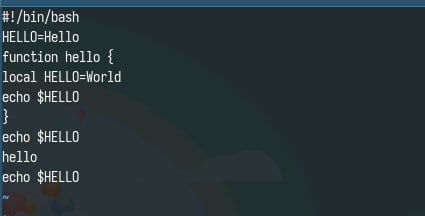 #!/bin/bash
HELLO=Hello
function hello {
local HELLO=World
echo $HELLO
}
echo $HELLO
hello
echo $HELLO
~
~